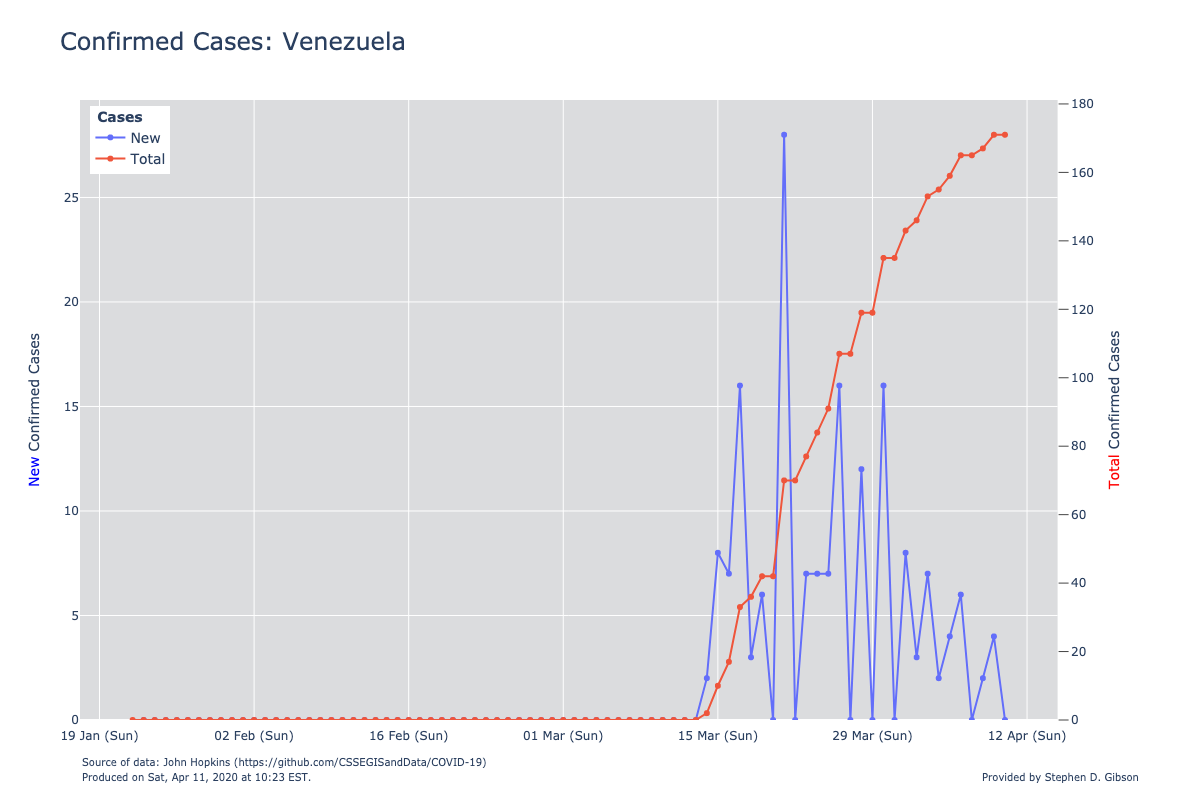 Confirmed Cases: Venezuela
Cases
New
Total
180
160
140
120
100
80
60
40
20
0
25
20
15
10
5
0
New Confirmed Cases
Total Confirmed Cases
19 Jan (Sun)
02 Feb (Sun)
16 Feb (Sun)
01 Mar (Sun)
15 Mar (Sun)
29 Mar (Sun)
12 Apr (Sun)
Source of data: John Hopkins (https://github.com/CSSEGISandData/COVID-19)
Produced on Sat, Apr 11, 2020 at 10:23 EST.
Provided by Stephen D. Gibson